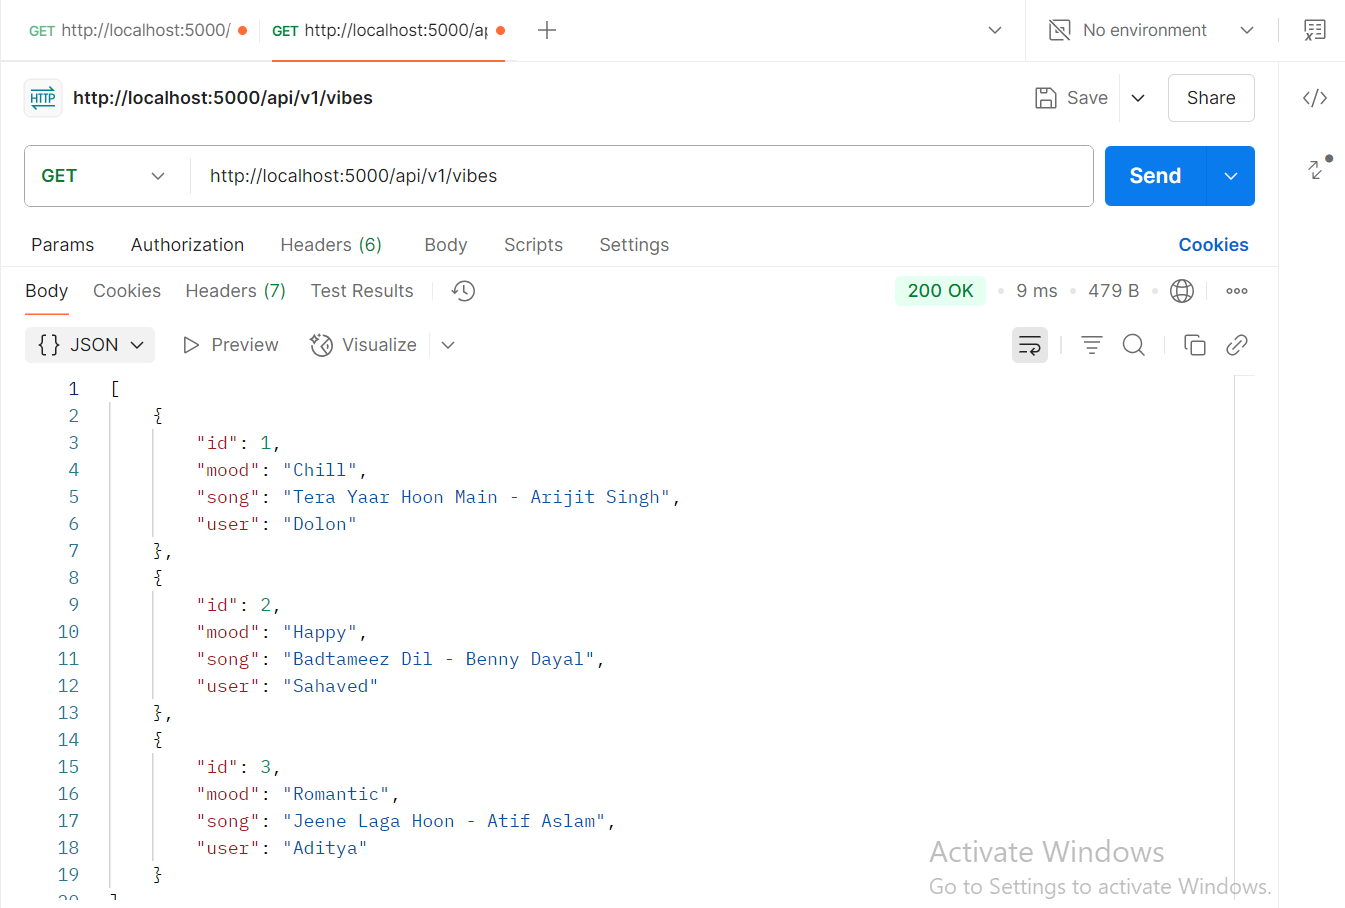 GET http://localhost:5000/
GET http://localhost:5000/a
No environment
HTTP http://localhost:5000/api/v1/vibes
Save
Share
GET http://localhost:5000/api/v1/vibes
Send
Params Authorization Headers (6) Body Scripts Settings Cookies
Body Cookies Headers (7) Test Results
200 OK • 9 ms • 479 B
{} JSON Preview Visualize
1 [
2 {
3 "id": 1,
4 "mood": "Chill",
5 "song": "Tera Yaar Hoon Main - Arijit Singh",
6 "user": "Dolon"
7 },
8 {
9 "id": 2,
10 "mood": "Happy",
11 "song": "Badtameez Dil - Benny Dayal",
12 "user": "Sahaved"
13 },
14 {
15 "id": 3,
16 "mood": "Romantic",
17 "song": "Jeene Laga Hoon - Atif Aslam",
18 "user": "Aditya"
19 }
20 ]
Activate Windows
Go to Settings to activate Windows.